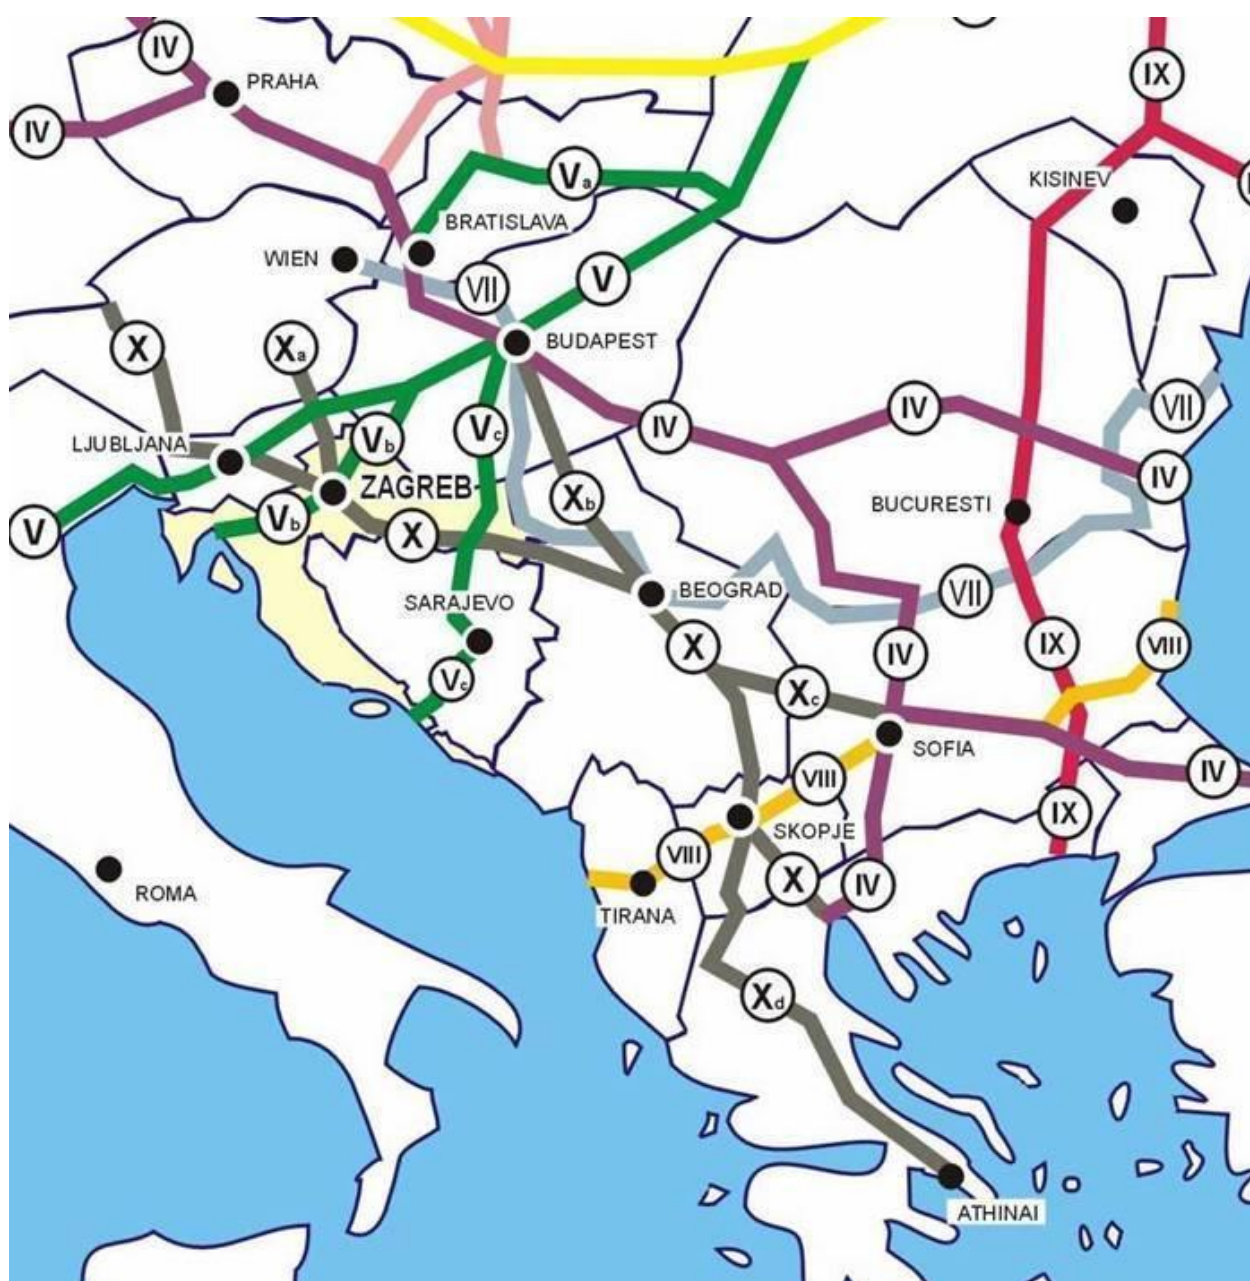 IV
PRAHA
IX
IV
Va
KISINEV
BRATISLAVA
WIEN
VII
V
X
Xa
BUDAPEST
IV
IV
VII
LJUBLJANA
Vb
Vc
ZAGREB
Xb
IV
BUCURESTI
V
Vb
X
BEOGRAD
VII
SARAJEVO
X
IV
IX
VIII
Vc
Xc
SOFIA
VIII
IV
SKOPJE
IX
VIII
X
IV
ROMA
TIRANA
Xd
ATHINAI